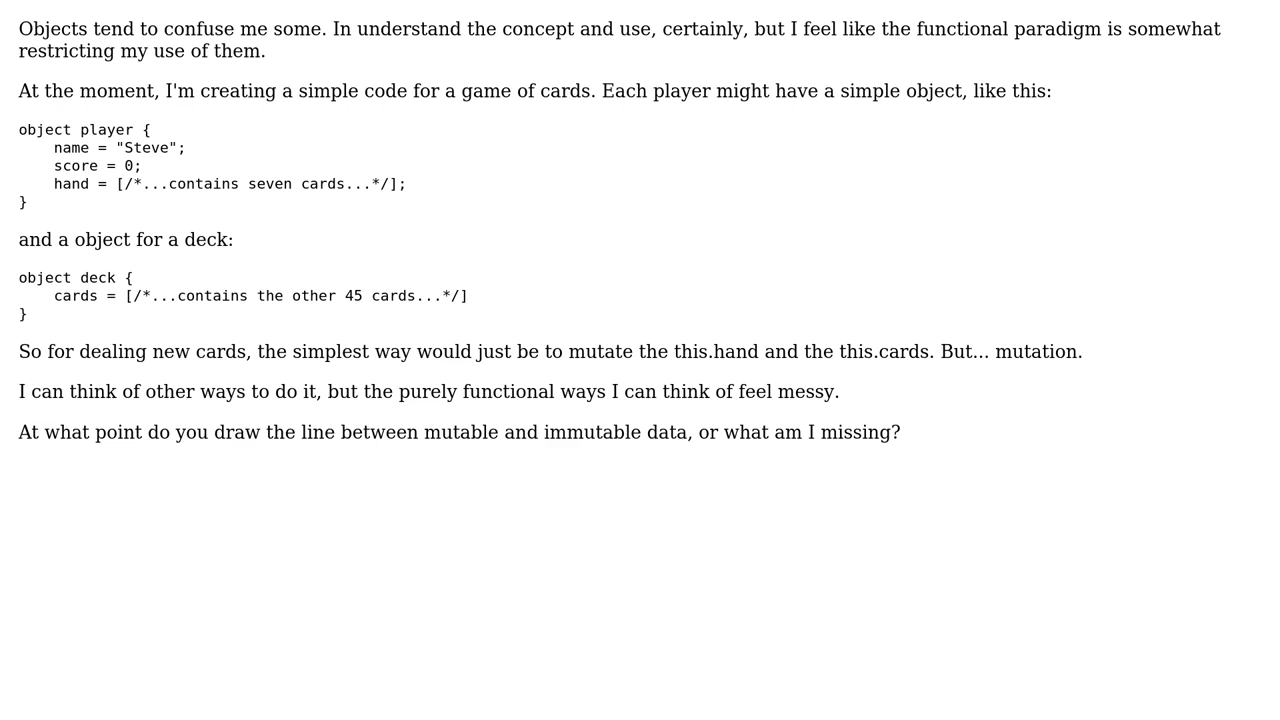 Objects tend to confuse me some. In understand the concept and use, certainly, but I feel like the functional paradigm is somewhat
restricting my use of them.
At the moment, I'm creating a simple code for a game of cards. Each player might have a simple object, like this:
object player {
    name = "Steve";
    score = 0;
    hand = [/*...contains seven cards...*/];
}
and a object for a deck:
object deck {
    cards = [/*...contains the other 45 cards...*/]
}
So for dealing new cards, the simplest way would just be to mutate the this.hand and the this.cards. But... mutation.
I can think of other ways to do it, but the purely functional ways I can think of feel messy.
At what point do you draw the line between mutable and immutable data, or what am I missing?